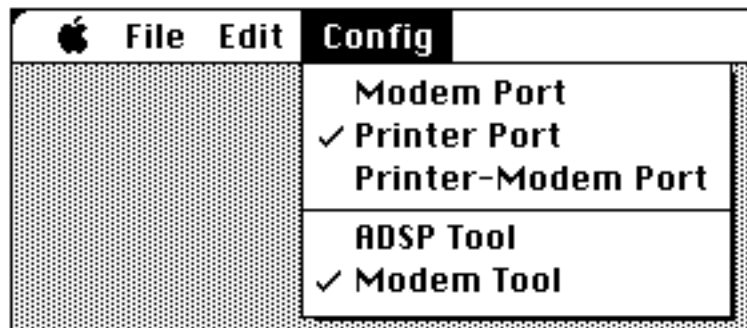 File Edit Config
Modem Port
✓ Printer Port
Printer-Modem Port
ADSP Tool
✓ Modem Tool